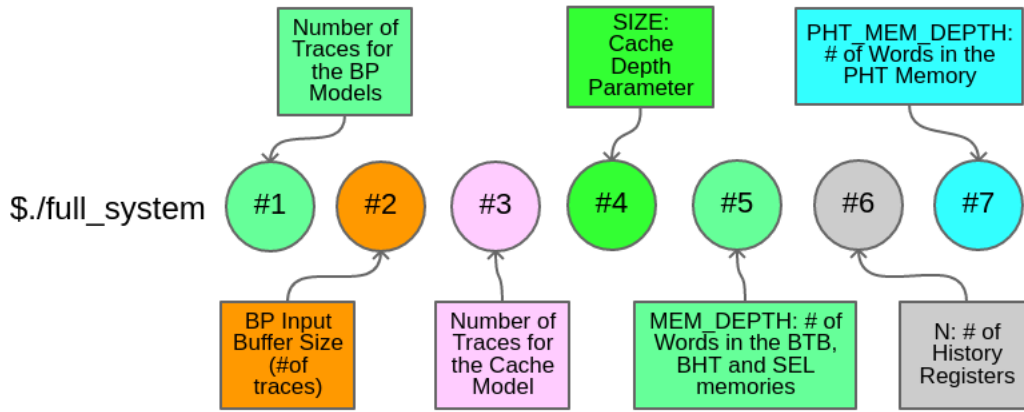 Number of
Traces for
the BP
Models
SIZE:
Cache
Depth
Parameter
PHT_MEM_DEPTH:
# of Words in the
PHT Memory
$./full_system
#1
#2
#3
#4
#5
#6
#7
BP Input
Buffer Size
(#of
traces)
Number of
Traces for
the Cache
Model
MEM_DEPTH: # of
Words in the BTB,
BHT and SEL
memories
N: # of
History
Registers